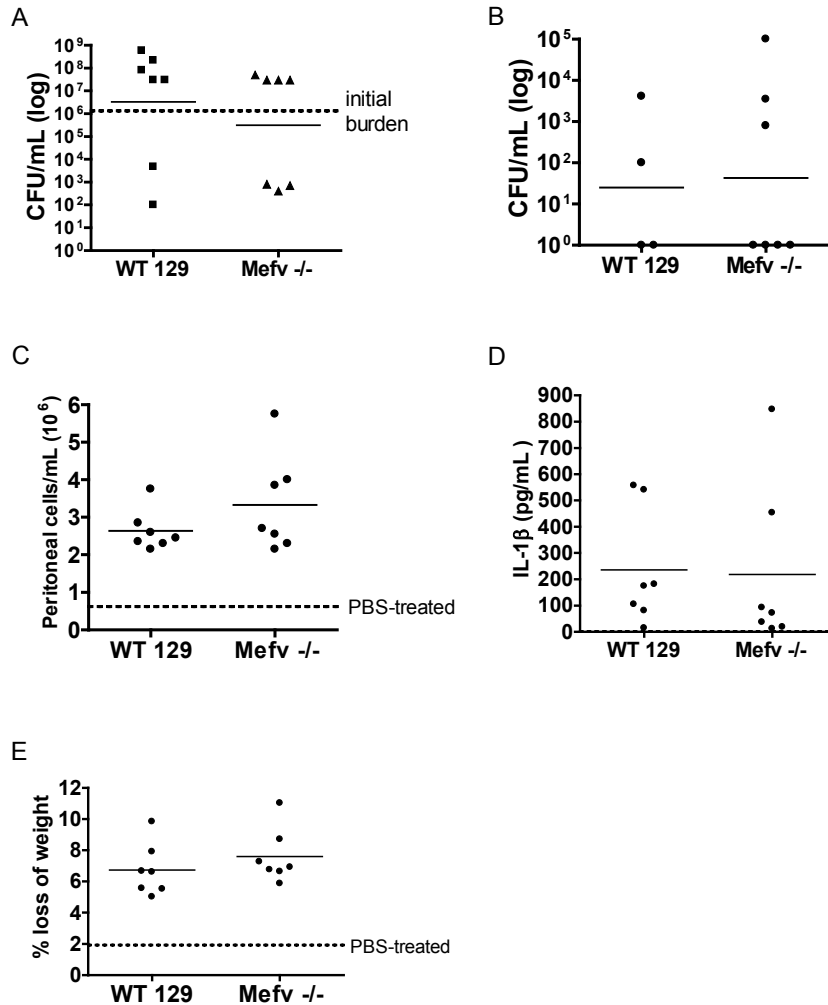 A
CFU/mL (log)
10⁹
10⁸
10⁷
10⁶
10⁵
10⁴
10³
10²
10¹
10⁰
initial
burden
WT 129 Mefv -/-
B
CFU/mL (log)
10⁵
10⁴
10³
10²
10¹
10⁰
WT 129 Mefv -/-
C
Peritoneal cells/mL (10⁶)
6
5
4
3
2
1
0
PBS-treated
WT 129 Mefv -/-
D
IL-1β (pg/mL)
900
800
700
600
500
400
300
200
100
0
WT 129 Mefv -/-
E
% loss of weight
12
10
8
6
4
2
0
PBS-treated
WT 129 Mefv -/-